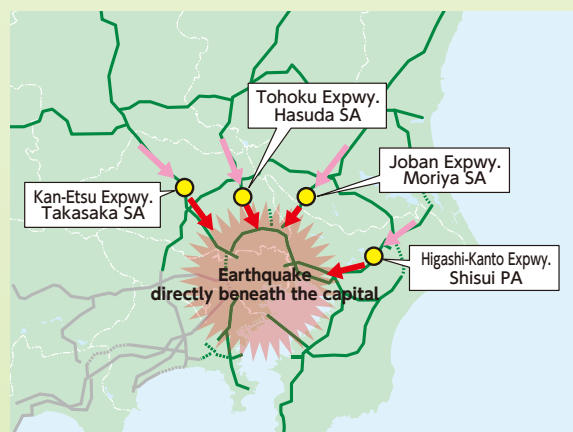 Tohoku Expwy.
Hasuda SA
Joban Expwy.
Moriya SA
Kan-Etsu Expwy.
Takasaka SA
Higashi-Kanto Expwy.
Shisui PA
Earthquake
directly beneath the capital